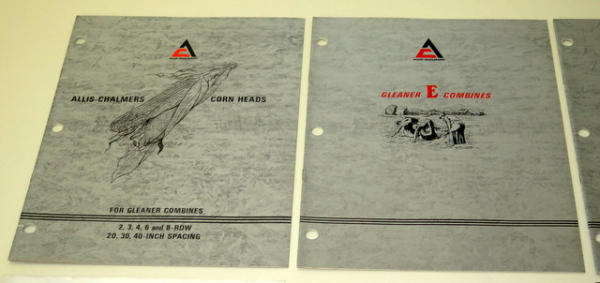 ALLIS-CHALMERS CORN HEADS
FOR GLEANER COMBINES
2, 3, 4, 6 and 8-ROW
20, 30, 40-INCH SPACING
GLEANER E COMBINES